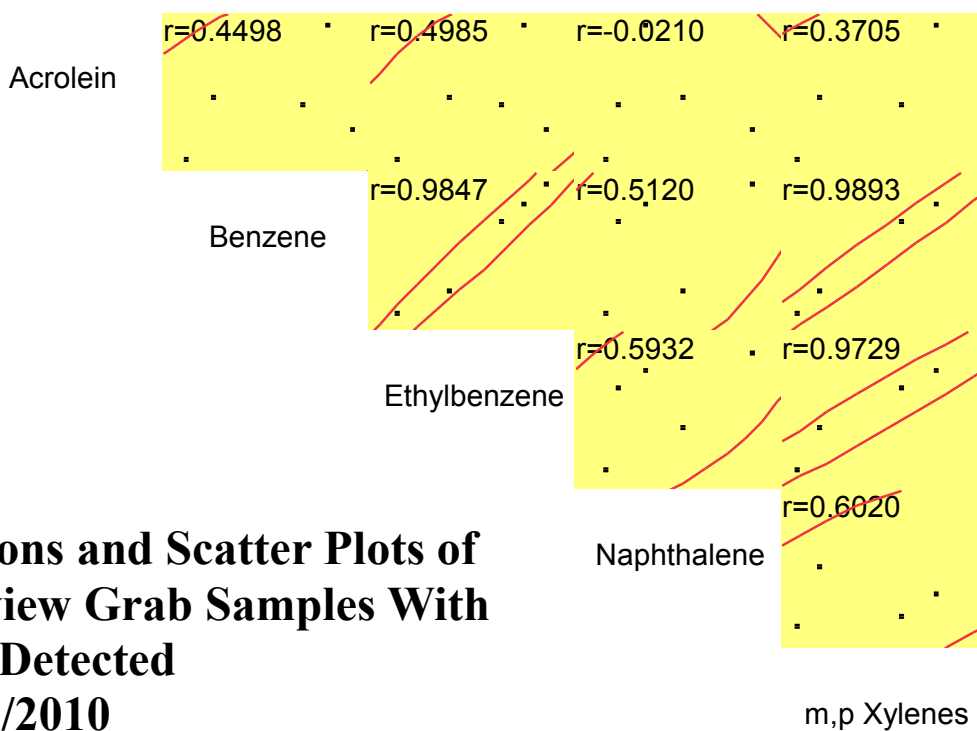 r=0.4498 r=0.4985 r=-0.0210 r=0.3705
Acrolein
r=0.9847 r=0.5120 r=0.9893
Benzene
r=0.5932 r=0.9729
Ethylbenzene
r=0.6020
Naphthalene
ons and Scatter Plots of
view Grab Samples With
Detected
/2010
m,p Xylenes